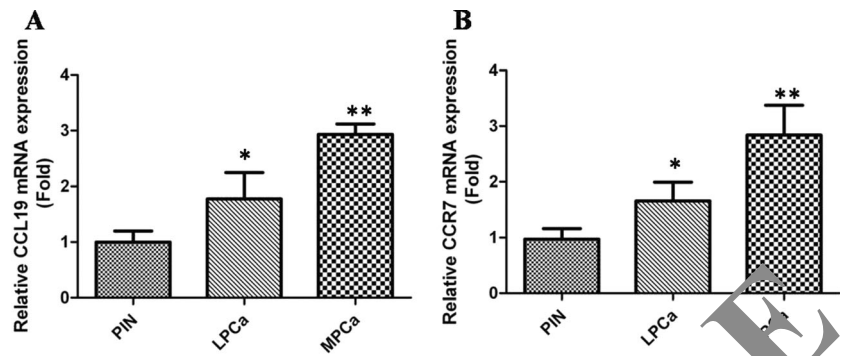 A
Relative CCL19 mRNA expression
(Fold)
4
3
2
1
0
*
**
PIN
LPCa
MPCa
B
Relative CCR7 mRNA expression
(Fold)
4
3
2
1
0
*
**
PIN
LPCa
E